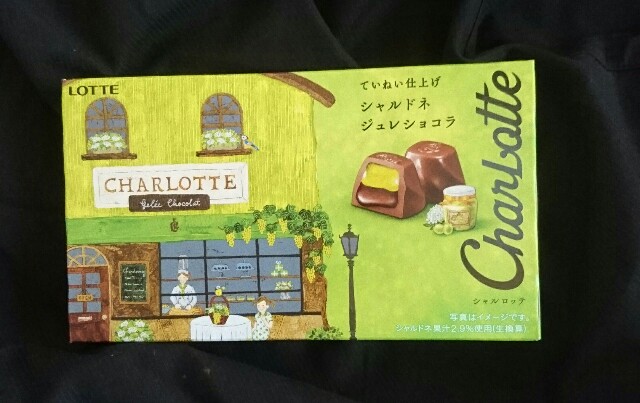 LOTTE
CHARLOTTE
Gelée Chocolat
ていねい仕上げ
シャルドネ
ジュレショコラ
Charlotte
シャルロッテ
写真はイメージです。
シャルドネ果汁2.9%使用(生換算)